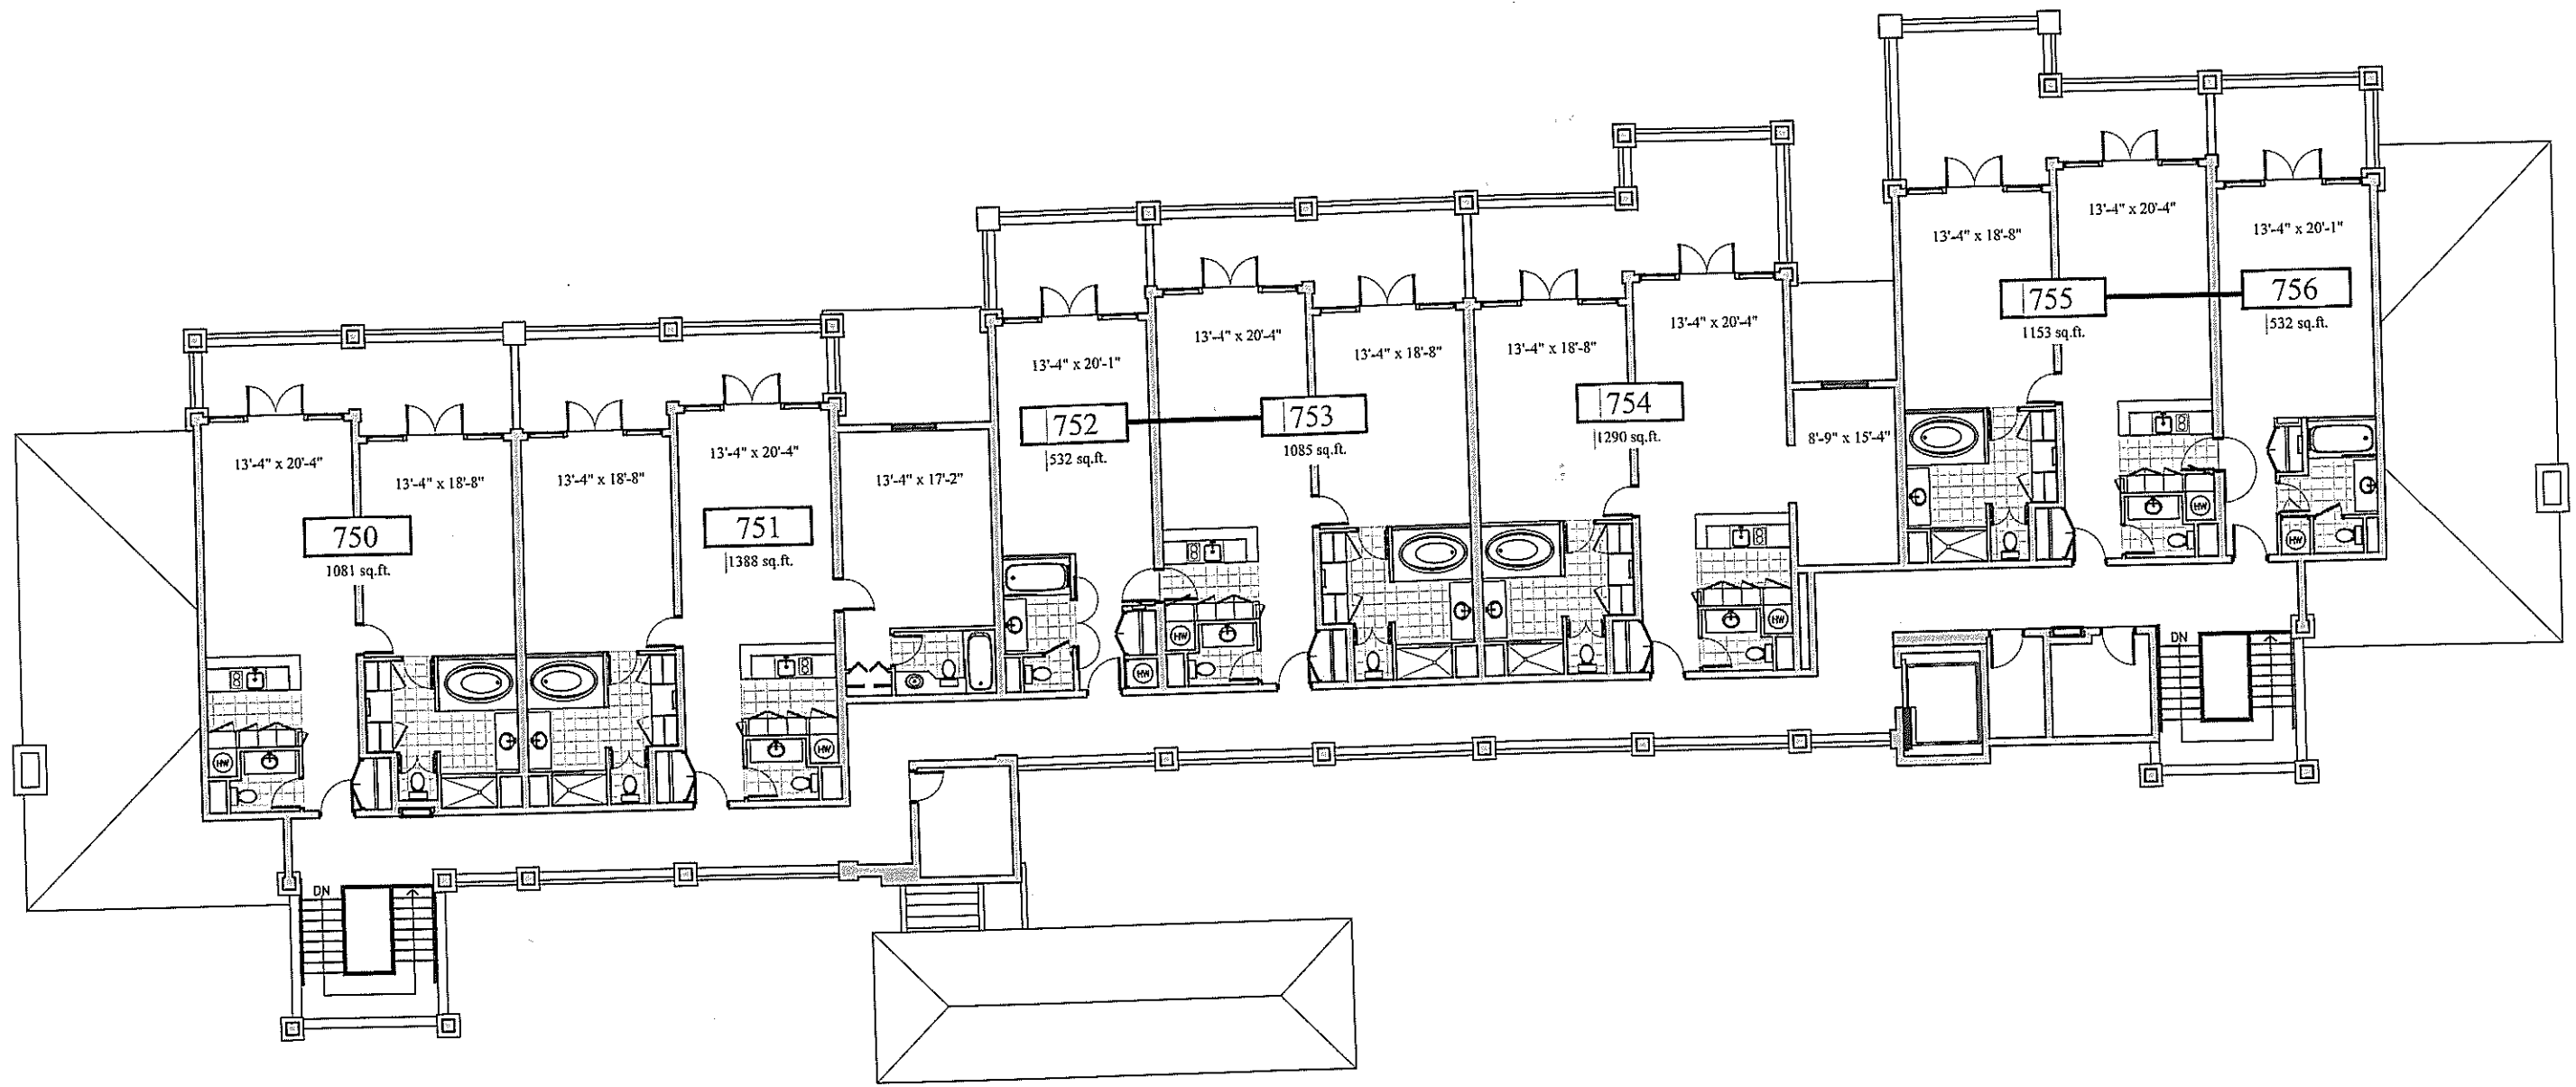 13'-4" x 20'-4"
13'-4" x 18'-8"
750
1081 sq.ft.
HW
DN
13'-4" x 18'-8"
13'-4" x 20'-4"
751
1388 sq.ft.
HW
13'-4" x 17'-2"
13'-4" x 20'-1"
752
532 sq.ft.
HW
13'-4" x 20'-4"
13'-4" x 18'-8"
753
1085 sq.ft.
HW
13'-4" x 18'-8"
13'-4" x 20'-4"
754
1290 sq.ft.
HW
8'-9" x 15'-4"
13'-4" x 18'-8"
13'-4" x 20'-4"
755
1153 sq.ft.
HW
13'-4" x 20'-1"
756
532 sq.ft.
HW
DN